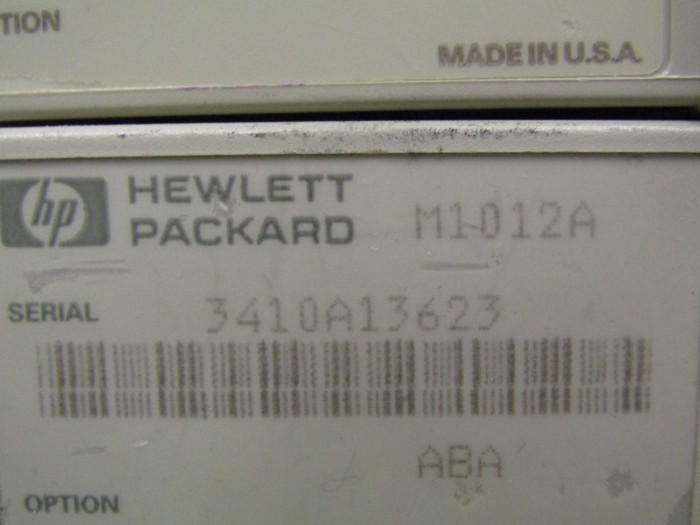 TION
MADE IN U.S.A.
hp HEWLETT PACKARD M1012A
SERIAL 3410A13623
ABA
OPTION